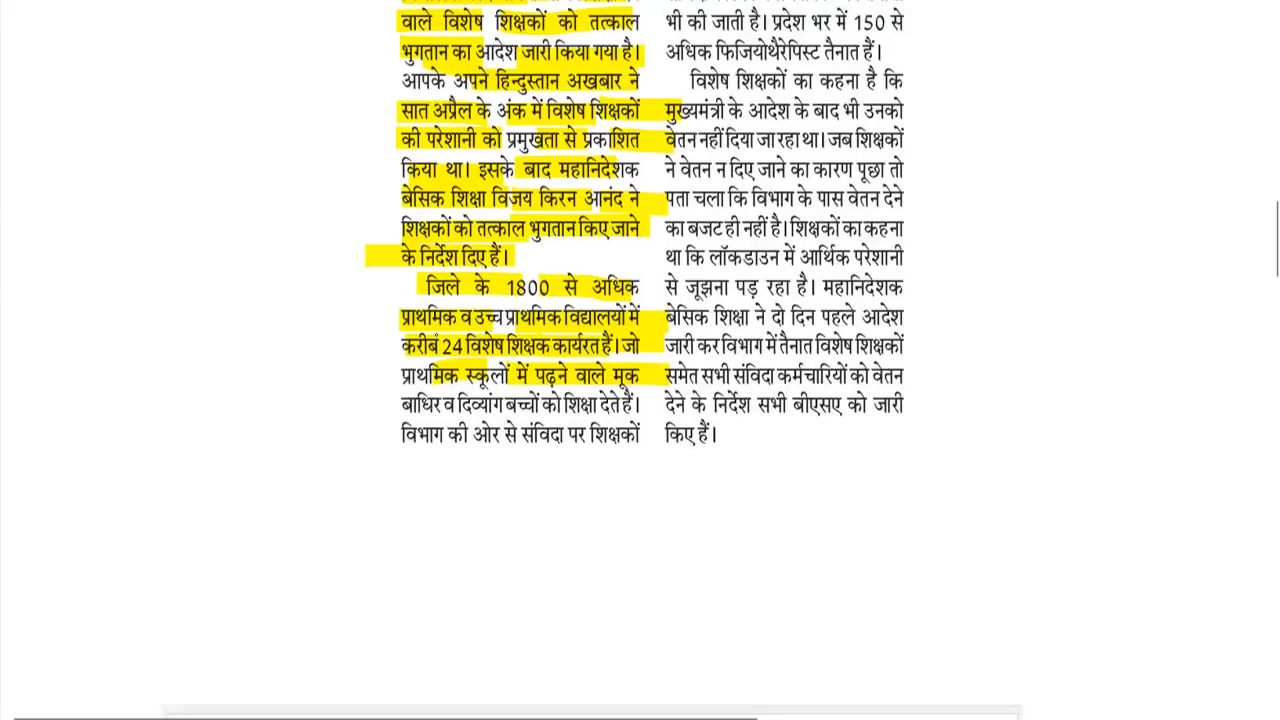 वाले विशेष शिक्षकों को तत्काल
भुगतान का आदेश जारी किया गया है।
आपके अपने हिन्दुस्तान अखबार ने
सात अप्रैल के अंक में विशेष शिक्षकों
की परेशानी को प्रमुखता से प्रकाशित
किया था। इसके बाद महानिदेशक
बेसिक शिक्षा विजय किरन आनंद ने
शिक्षकों को तत्काल भुगतान किए जाने
के निर्देश दिए हैं।
जिले के 1800 से अधिक
प्राथमिक व उच्च प्राथमिक विद्यालयों में
करीबं 24 विशेष शिक्षक कार्यरत हैं। जो
प्राथमिक स्कूलों में पढ़ने वाले मूक
बाधिर व दिव्यांग बच्चों को शिक्षा देते हैं।
विभाग की ओर से संविदा पर शिक्षकों
भी की जाती है। प्रदेश भर में 150 से
अधिक फिजियोथैरेपिस्ट तैनात हैं।
विशेष शिक्षकों का कहना है कि
मुख्यमंत्री के आदेश के बाद भी उनको
वेतन नहीं दिया जा रहा था। जब शिक्षकों
ने वेतन न दिए जाने का कारण पूछा तो
पता चला कि विभाग के पास वेतन देने
का बजट ही नहीं है। शिक्षकों का कहना
था कि लॉकडाउन में आर्थिक परेशानी
से जूझना पड़ रहा है। महानिदेशक
बेसिक शिक्षा ने दो दिन पहले आदेश
जारी कर विभाग में तैनात विशेष शिक्षकों
समेत सभी संविदा कर्मचारियों को वेतन
देने के निर्देश सभी बीएसए को जारी
किए हैं।